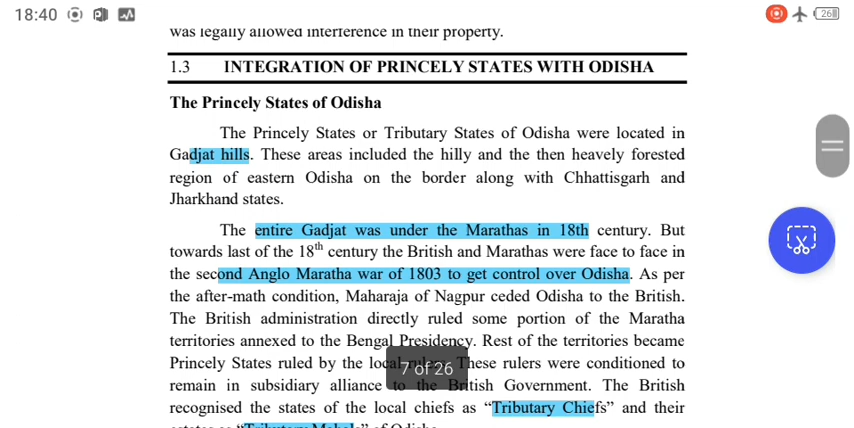 18:40
26
was legally allowed interference in their property.
1.3 INTEGRATION OF PRINCELY STATES WITH ODISHA
The Princely States of Odisha
The Princely States or Tributary States of Odisha were located in
Gadjat hills. These areas included the hilly and the then heavely forested
region of eastern Odisha on the border along with Chhattisgarh and
Jharkhand states.
The entire Gadjat was under the Marathas in 18th century. But
towards last of the 18th century the British and Marathas were face to face in
the second Anglo Maratha war of 1803 to get control over Odisha. As per
the after-math condition, Maharaja of Nagpur ceded Odisha to the British.
The British administration directly ruled some portion of the Maratha
territories annexed to the Bengal Presidency. Rest of the territories became
Princely States ruled by the local These rulers were conditioned to
7 of 26
remain in subsidiary alliance to the British Government. The British
recognised the states of the local chiefs as “Tributary Chiefs” and their
estates as “Tributary Mahals” of Odisha